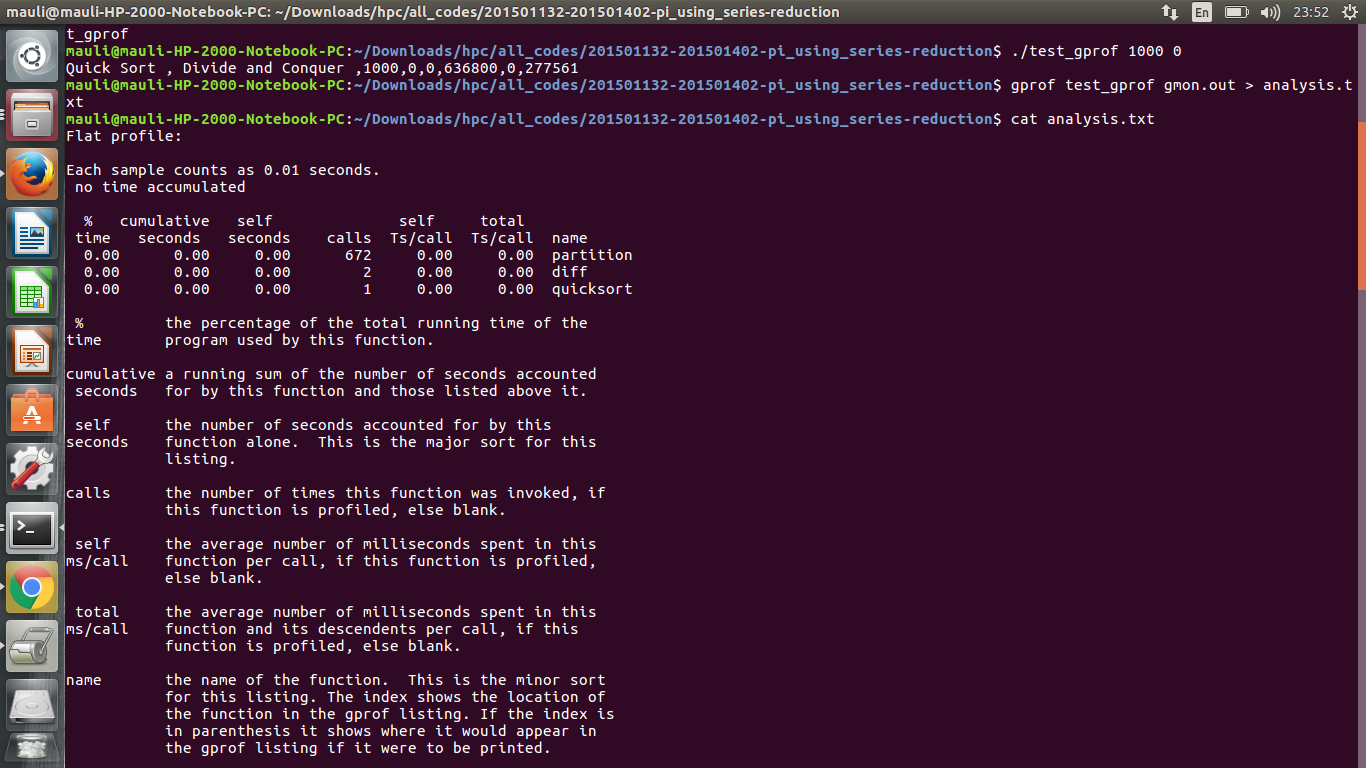 mauli@mauli-HP-2000-Notebook-PC: ~/Downloads/hpc/all_codes/201501132-201501402-pi_using_series-reduction En 23:52
t_gprof
mauli@mauli-HP-2000-Notebook-PC:~/Downloads/hpc/all_codes/201501132-201501402-pi_using_series-reduction$ ./test_gprof 1000 0
Quick Sort , Divide and Conquer ,1000,0,0,636800,0,277561
mauli@mauli-HP-2000-Notebook-PC:~/Downloads/hpc/all_codes/201501132-201501402-pi_using_series-reduction$ gprof test_gprof gmon.out > analysis.t
xt
mauli@mauli-HP-2000-Notebook-PC:~/Downloads/hpc/all_codes/201501132-201501402-pi_using_series-reduction$ cat analysis.txt
Flat profile:
Each sample counts as 0.01 seconds.
 no time accumulated
  %   cumulative   self              self     total
 time   seconds   seconds    calls  Ts/call  Ts/call  name
  0.00      0.00     0.00      672     0.00     0.00  partition
  0.00      0.00     0.00        2     0.00     0.00  diff
  0.00      0.00     0.00        1     0.00     0.00  quicksort
 %         the percentage of the total running time of the
time       program used by this function.
cumulative a running sum of the number of seconds accounted
 seconds   for by this function and those listed above it.
 self      the number of seconds accounted for by this
seconds    function alone.  This is the major sort for this
           listing.
calls      the number of times this function was invoked, if
           this function is profiled, else blank.
 self      the average number of milliseconds spent in this
ms/call    function per call, if this function is profiled,
           else blank.
 total     the average number of milliseconds spent in this
ms/call    function and its descendents per call, if this
           function is profiled, else blank.
name       the name of the function.  This is the minor sort
           for this listing. The index shows the location of
           the function in the gprof listing. If the index is
           in parenthesis it shows where it would appear in
           the gprof listing if it were to be printed.